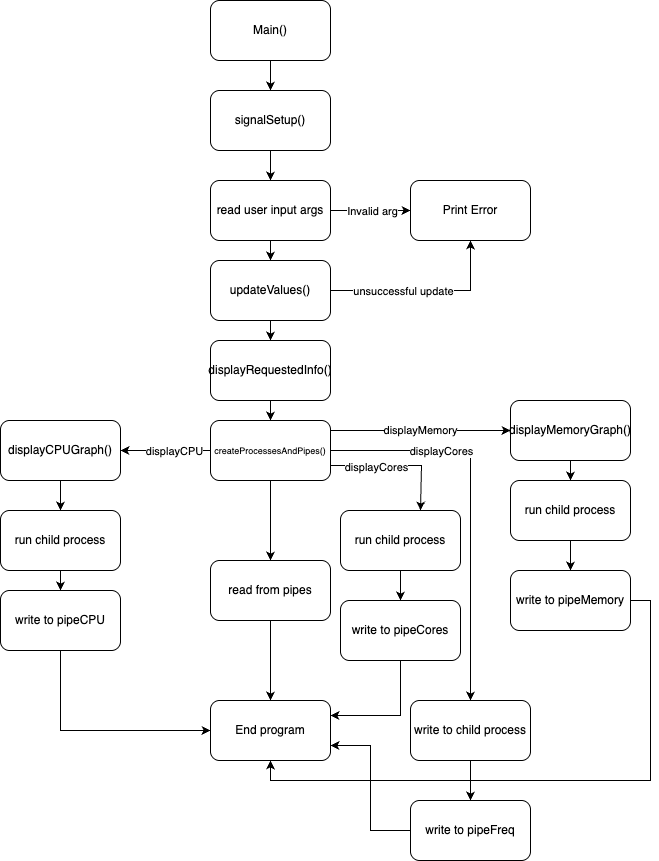 Main()
signalSetup()
read user input args
Invalid arg
Print Error
updateValues()
unsuccessful update
displayRequestedInfo()
displayMemory
displayMemoryGraph()
displayCPUGraph()
displayCPU
createProcessesAndPipes()
displayCores
displayCores
run child process
run child process
run child process
read from pipes
write to pipeCPU
write to pipeCores
write to pipeMemory
End program
write to child process
write to pipeFreq